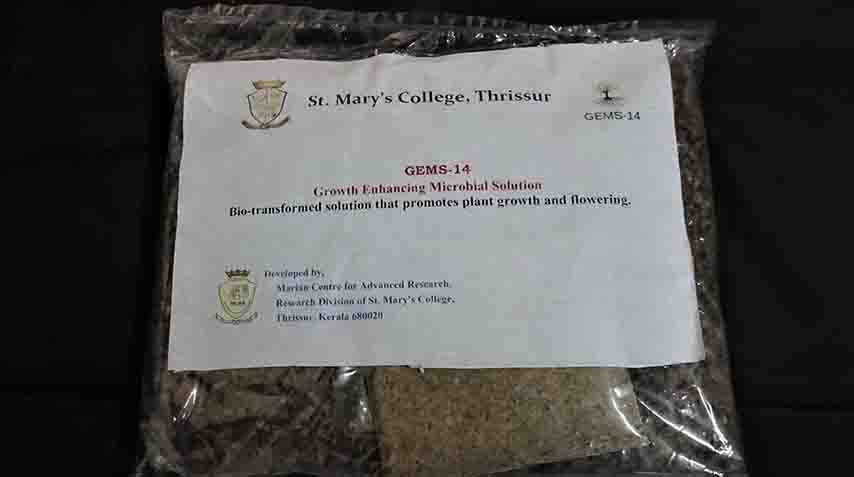 St. Mary's College, Thrissur
GEMS-14
GEMS-14
Growth Enhancing Microbial Solution
Bio-transformed solution that promotes plant growth and flowering.
Developed by,
Marian Centre for Advanced Research,
Research Division of St. Mary's College,
Thrissur, Kerala 680020